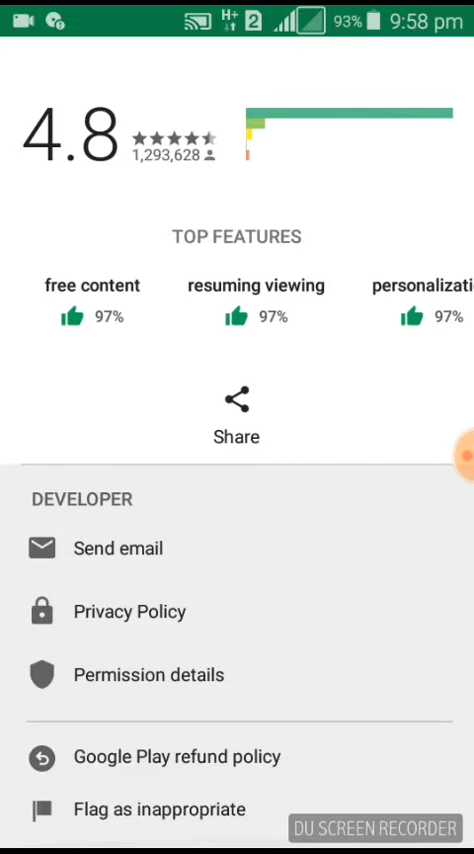 H+ 2 93% 9:58 pm
4.8
1,293,628
TOP FEATURES
free content resuming viewing personalizati
97% 97% 97%
Share
DEVELOPER
Send email
Privacy Policy
Permission details
Google Play refund policy
Flag as inappropriate
DU SCREEN RECORDER